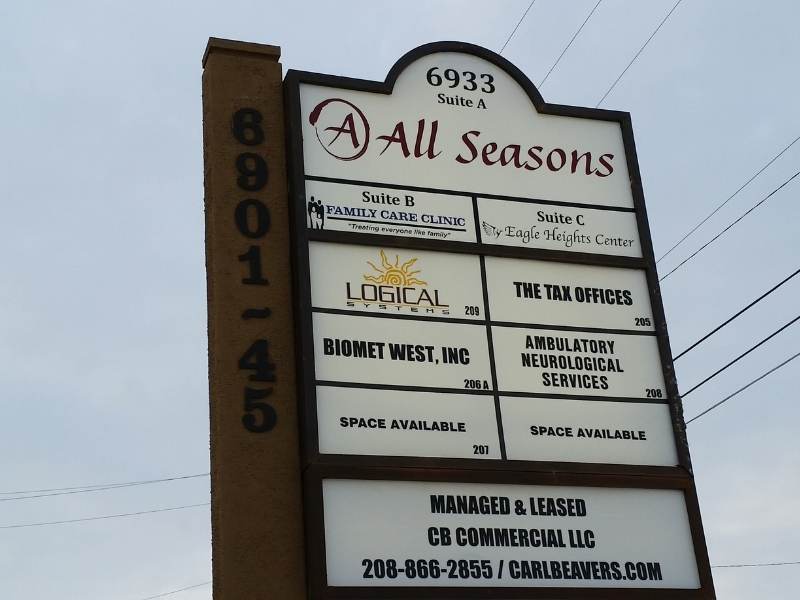 6901-45
6933
Suite A
A All Seasons
Suite B
FAMILY CARE CLINIC
"Treating everyone like family"
Suite C
Eagle Heights Center
LOGICAL
SYSTEMS
209
THE TAX OFFICES
205
BIOMET WEST, INC
206 A
AMBULATORY
NEUROLOGICAL
SERVICES
208
SPACE AVAILABLE
207
SPACE AVAILABLE
MANAGED & LEASED
CB COMMERCIAL LLC
208-866-2855 / CARLBEAVERS.COM